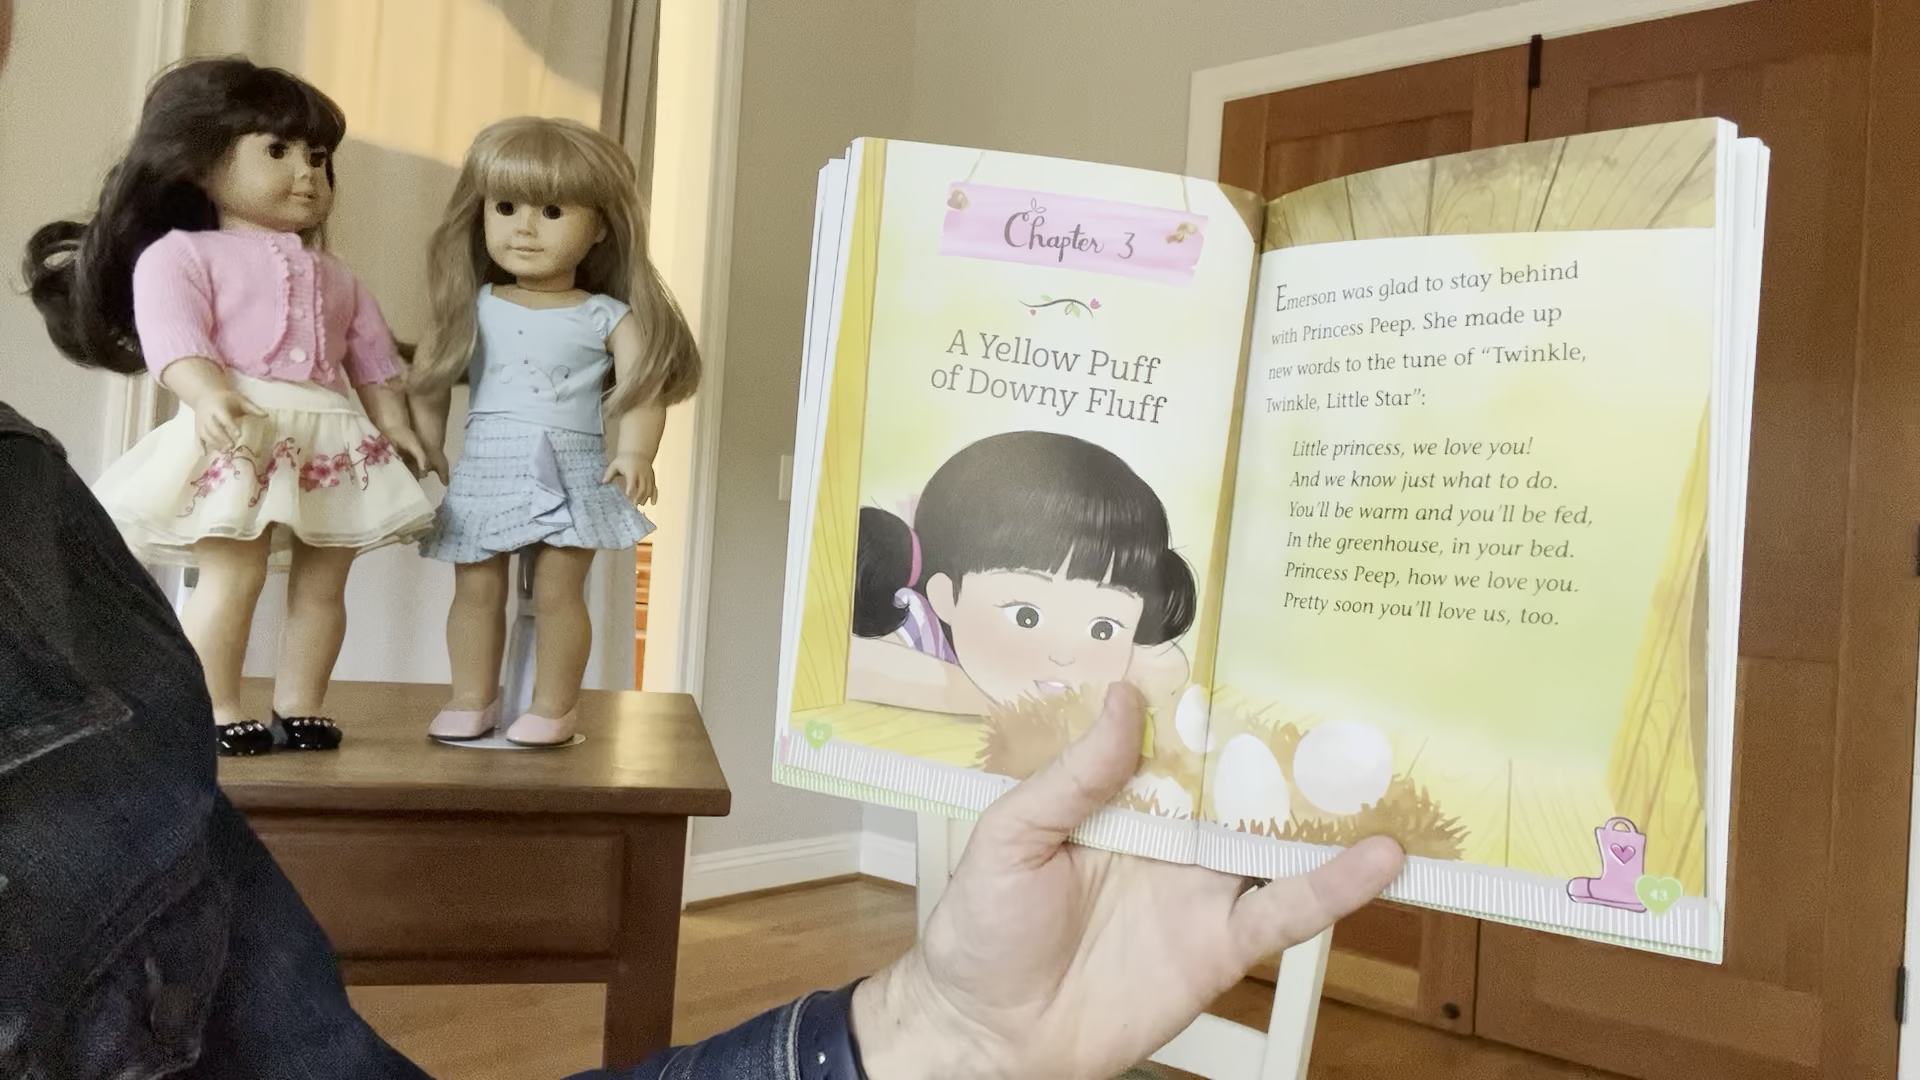 Chapter 3
A Yellow Puff
of Downy Fluff
42
Emerson was glad to stay behind
with Princess Peep. She made up
new words to the tune of “Twinkle,
Twinkle, Little Star”:
Little princess, we love you!
And we know just what to do.
You'll be warm and you'll be fed,
In the greenhouse, in your bed.
Princess Peep, how we love you.
Pretty soon you'll love us, too.
43